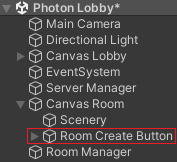 Photon Lobby*
Main Camera
Directional Light
Canvas Lobby
EventSystem
Server Manager
Canvas Room
Scenery
Room Create Button
Room Manager